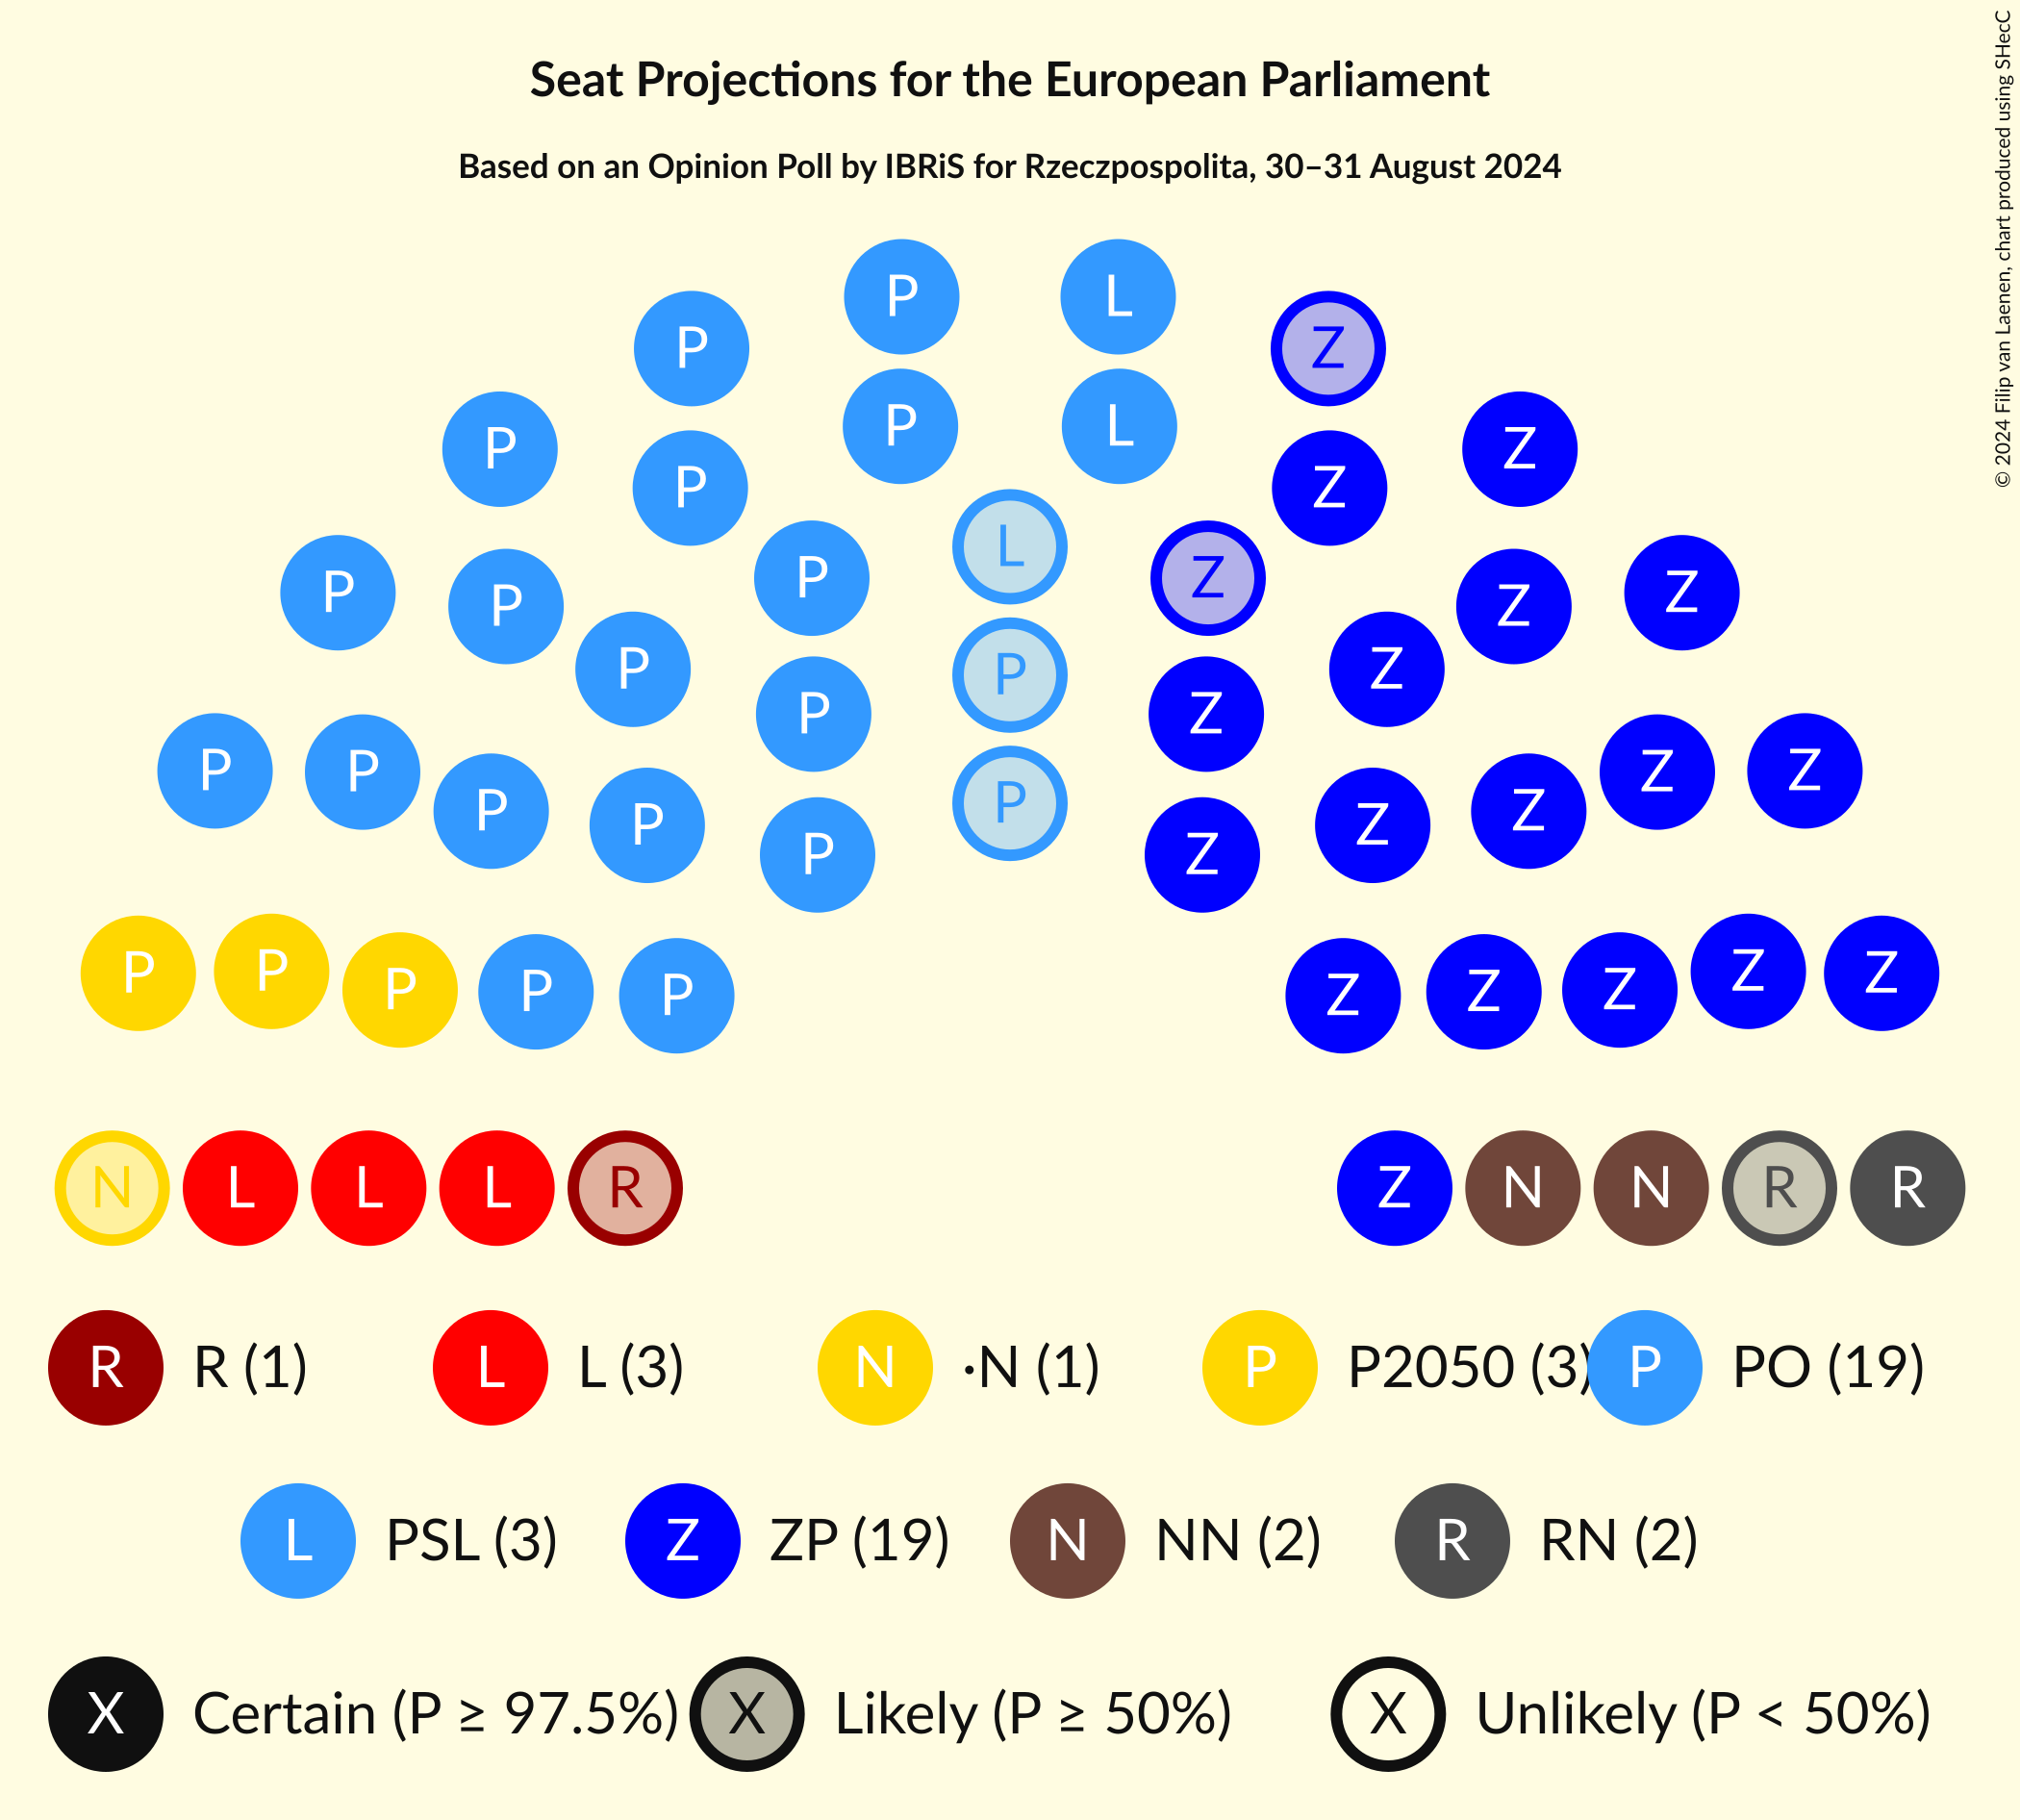 Seat Projections for the European Parliament
Based on an Opinion Poll by IBRiS for Rzeczpospolita, 30–31 August 2024
© 2024 Filip van Laenen, chart produced using SHecC
P L
P Z
P Z
P L
P Z
L
P Z
P Z
P Z
P Z
P
P Z
P Z
P P P Z Z Z
P P Z Z
P P P P P Z Z Z Z Z
N L L L R Z N N R R
R R (1) L L (3) N ·N (1) P P2050 (3) P PO (19)
L PSL (3) Z ZP (19) N NN (2) R RN (2)
X Certain (P ≥ 97.5%) X Likely (P ≥ 50%) X Unlikely (P < 50%)